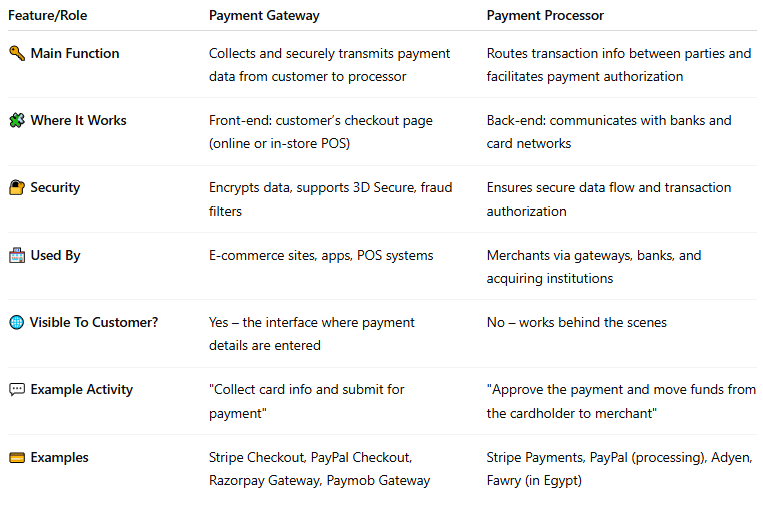 Feature/Role Payment Gateway Payment Processor
🔑 Main Function Collects and securely transmits payment Routes transaction info between parties and
data from customer to processor facilitates payment authorization
🧩 Where It Works Front-end: customer’s checkout page Back-end: communicates with banks and
(online or in-store POS) card networks
🔐 Security Encrypts data, supports 3D Secure, fraud Ensures secure data flow and transaction
filters authorization
🏥 Used By E-commerce sites, apps, POS systems Merchants via gateways, banks, and
acquiring institutions
🌐 Visible To Customer? Yes – the interface where payment No – works behind the scenes
details are entered
💬 Example Activity "Collect card info and submit for "Approve the payment and move funds from
payment" the cardholder to merchant"
💳 Examples Stripe Checkout, PayPal Checkout, Stripe Payments, PayPal (processing), Adyen,
Razorpay Gateway, Paymob Gateway Fawry (in Egypt)